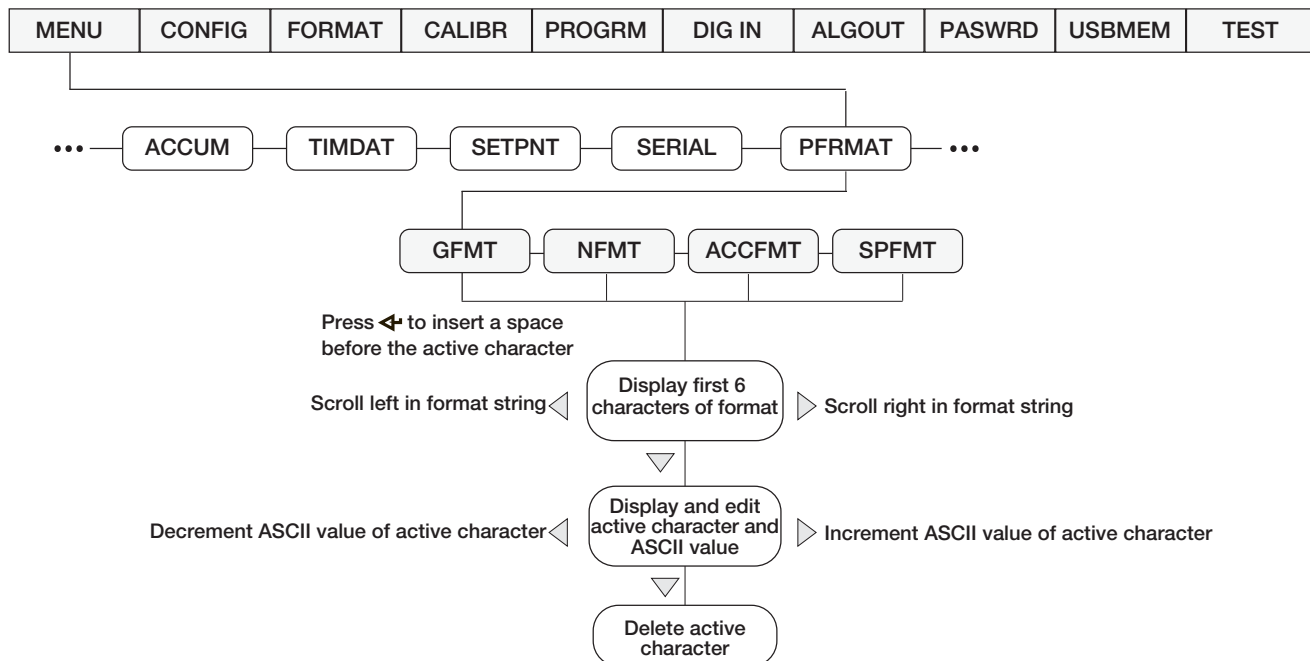 MENU CONFIG FORMAT CALIBR PROGRM DIG IN ALGOUT PASWRD USBMEM TEST
••• ACCUM TIMDAT SETPNT SERIAL PFRMAT •••
GFMT NFMT ACCFMT SPFMT
Press to insert a space
before the active character
Display first 6
characters of format
Scroll left in format string
Scroll right in format string
Display and edit
active character and
ASCII value
Decrement ASCII value of active character
Increment ASCII value of active character
Delete active
character